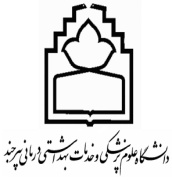 دانشگاه علوم پزشکی و خدمات بهداشتی درمانی بیرجند